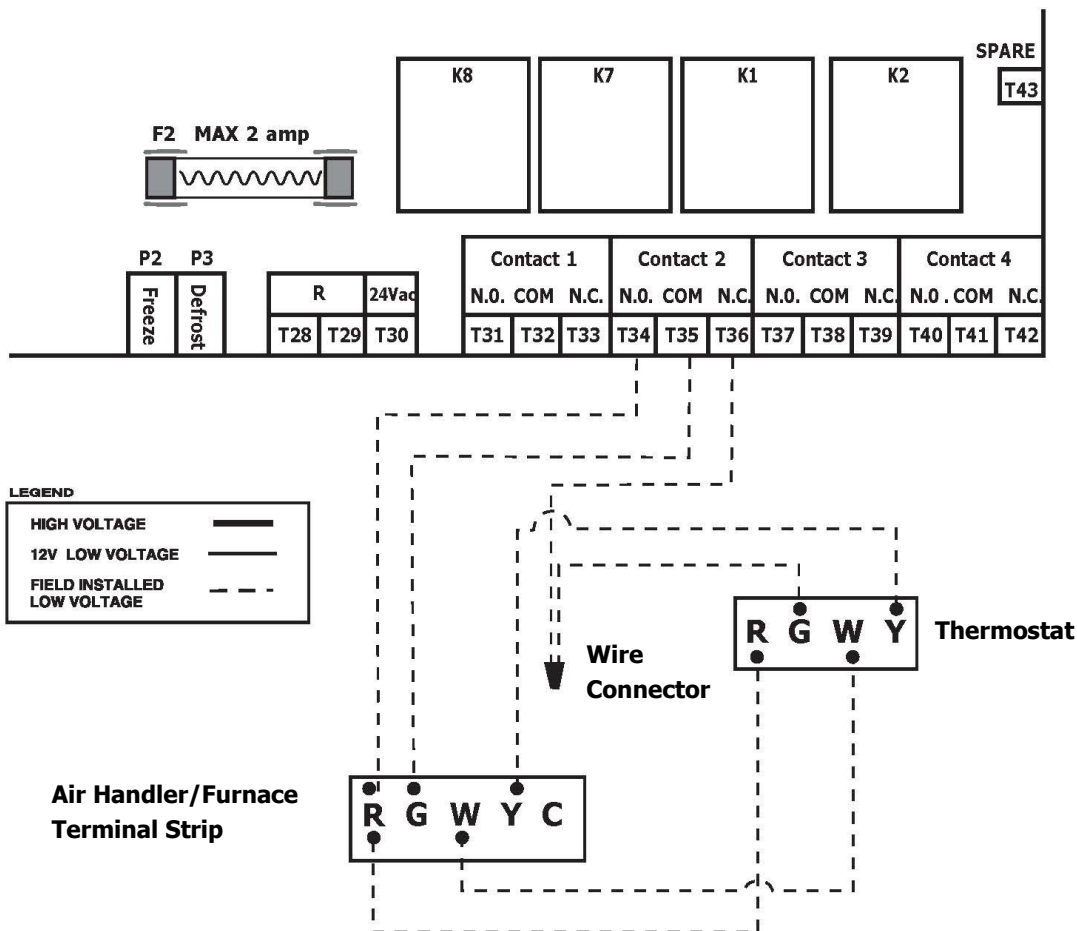 SPARE
T43
K8 K7 K1 K2
F2 MAX 2 amp
P2 P3
Freeze
Defrost
R 24Vac
T28 T29 T30
Contact 1 Contact 2 Contact 3 Contact 4
N.0. COM N.C. N.0. COM N.C. N.O. COM N.C. N.O . COM N.C.
T31 T32 T33 T34 T35 T36 T37 T38 T39 T40 T41 T42
LEGEND
HIGH VOLTAGE
12V LOW VOLTAGE
FIELD INSTALLED
LOW VOLTAGE
R G W Y
Thermostat
Wire
Connector
Air Handler/Furnace
Terminal Strip
R G W Y C